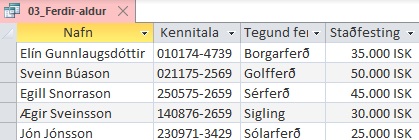 03_Ferdir-aldur
Nafn Kennitala Tegund fer Staðfesting
Elín Gunnlaugsdóttir 010174-4739 Borgarferð 35.000 ISK
Sveinn Búason 021175-2569 Golfferð 50.000 ISK
Egill Snorrason 250575-2659 Sérferð 45.000 ISK
Ægir Sveinsson 140876-2659 Sigling 30.000 ISK
Jón Jónsson 230971-3429 Sólarferð 25.000 ISK